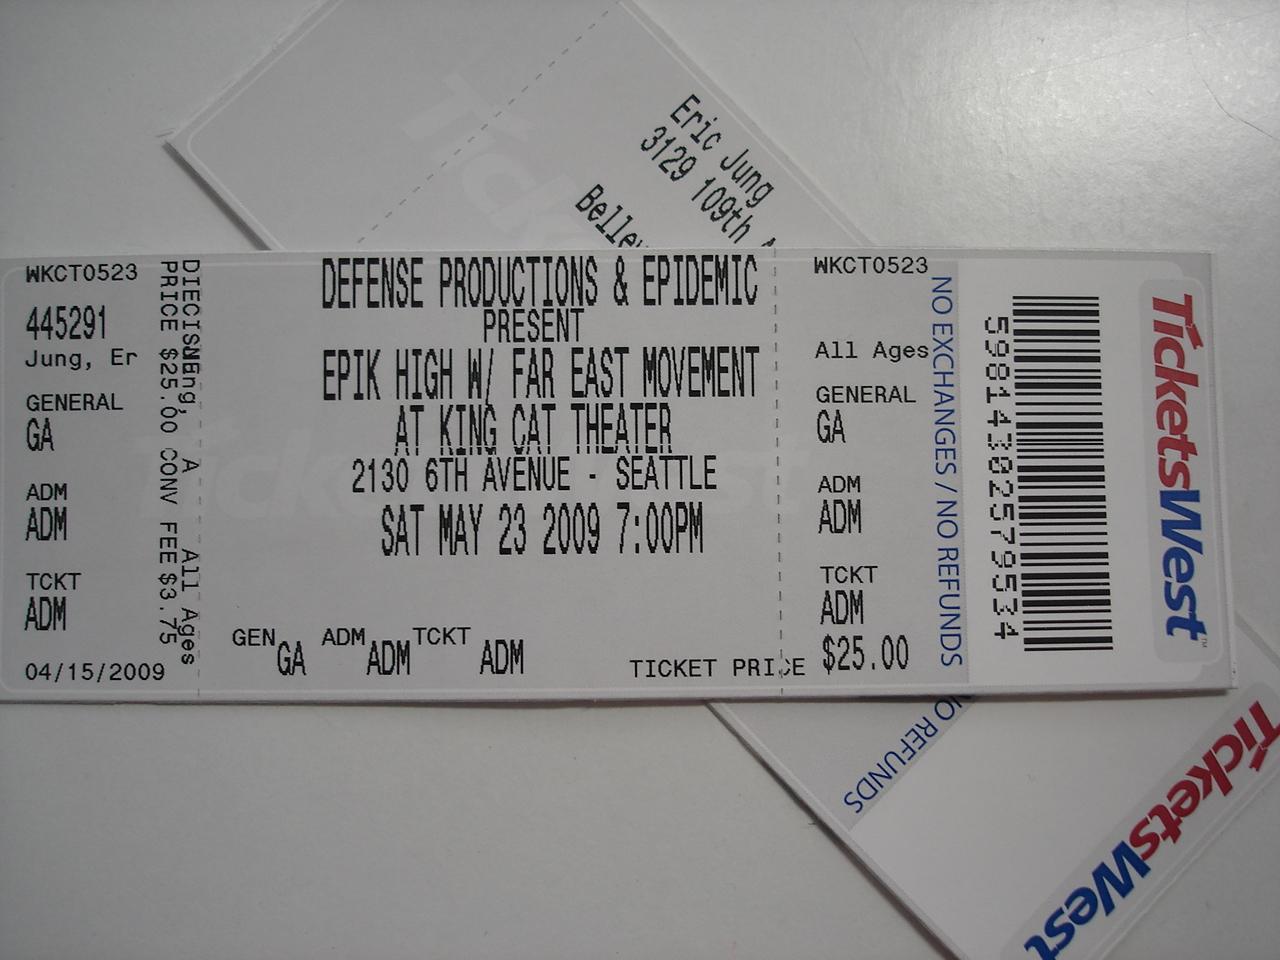 Eric Jung
3129 109th
WKCT0523
445291
Jung, Er
GENERAL
GA
ADM
ADM
TCKT
ADM
04/15/2009
All Ages
PRICE $25.00 CONV FEE $3.75
DEFENSE PRODUCTIONS & EPIDEMIC
PRESENT
EPIK HIGH W/ FAR EAST MOVEMENT
AT KING CAT THEATER
2130 6TH AVENUE - SEATTLE
SAT MAY 23 2009 7:00PM
GEN GA ADM ADM TCKT ADM
TICKET PRICE $25.00
WKCT0523
All Ages
GENERAL
GA
ADM
ADM
TCKT
ADM
NO EXCHANGES / NO REFUNDS
59814302579534
TicketsWest
NO REFUNDS
TicketsWest